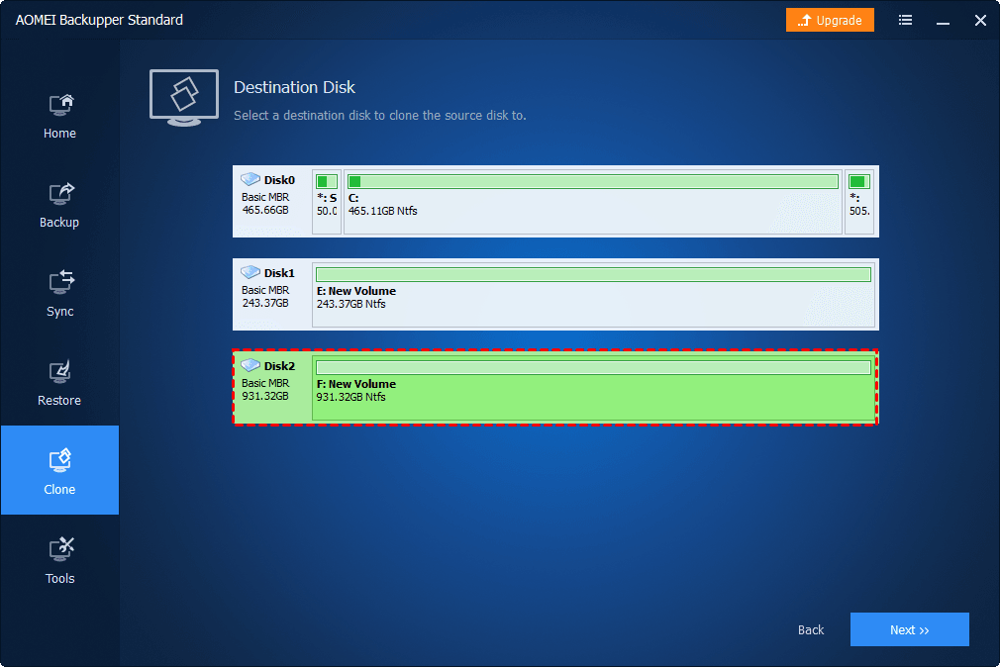 AOMEI Backupper Standard
Upgrade
Home
Backup
Sync
Restore
Clone
Tools
Destination Disk
Select a destination disk to clone the source disk to.
Disk0
Basic MBR
465.66GB
*: S
50.0
C:
465.11GB Ntfs
*:
505.
Disk1
Basic MBR
243.37GB
E: New Volume
243.37GB Ntfs
Disk2
Basic MBR
931.32GB
F: New Volume
931.32GB Ntfs
Back
Next >>